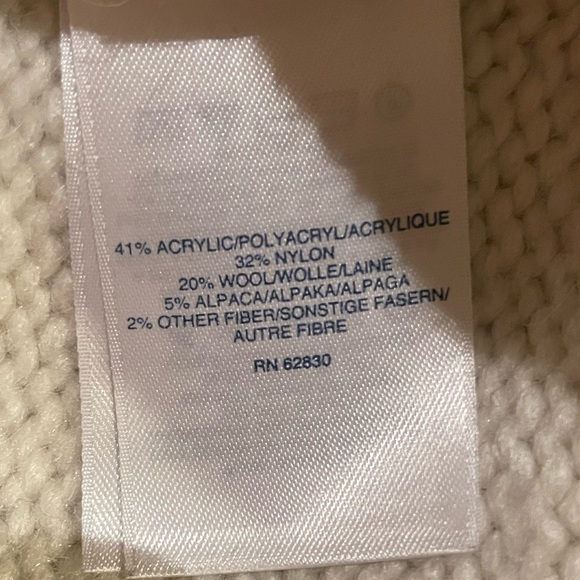 41% ACRYLIC/POLYACRYL/ACRYLIQUE
32% NYLON
20% WOOL/WOLLE/LAINE
5% ALPACA/ALPAKA/ALPAGA
2% OTHER FIBER/SONSTIGE FASERN/
AUTRE FIBRE
RN 62830